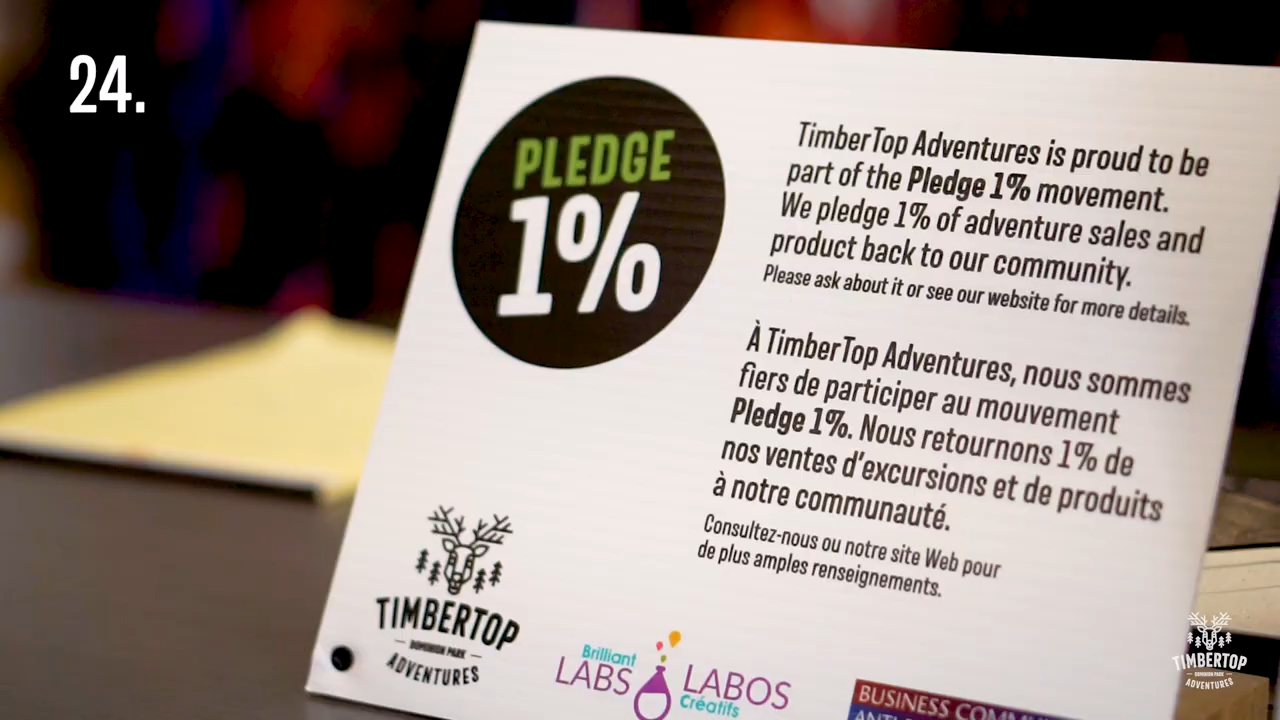 24.
PLEDGE
1%
TimberTop Adventures is proud to be
part of the Pledge 1% movement.
We pledge 1% of adventure sales and
product back to our community.
Please ask about it or see our website for more details.
À TimberTop Adventures, nous sommes
fiers de participer au mouvement
Pledge 1%. Nous retournons 1% de
nos ventes d'excursions et de produits
à notre communauté.
Consultez-nous ou notre site Web pour
de plus amples renseignements.
TIMBERTOP
DOMINION PARK
ADVENTURES
Brilliant
LABS LABOS
Créatifs
BUSINESS
TIMBERTOP
DOMINION PARK
ADVENTURES